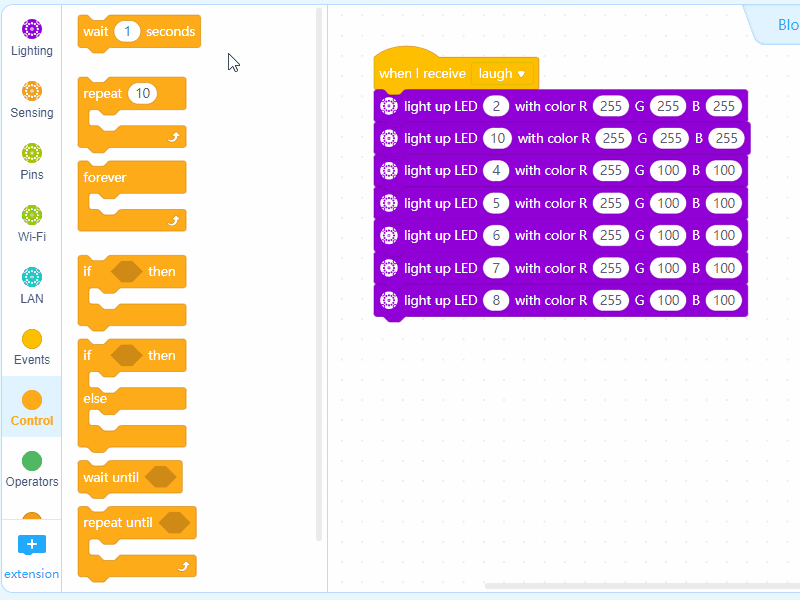 Lighting
Sensing
Pins
Wi-Fi
LAN
Events
Control
Operators
extension
wait 1 seconds
repeat 10
forever
if then
if then
else
wait until
repeat until
Blo
when I receive laugh
light up LED 2 with color R 255 G 255 B 255
light up LED 10 with color R 255 G 255 B 255
light up LED 4 with color R 255 G 100 B 100
light up LED 5 with color R 255 G 100 B 100
light up LED 6 with color R 255 G 100 B 100
light up LED 7 with color R 255 G 100 B 100
light up LED 8 with color R 255 G 100 B 100